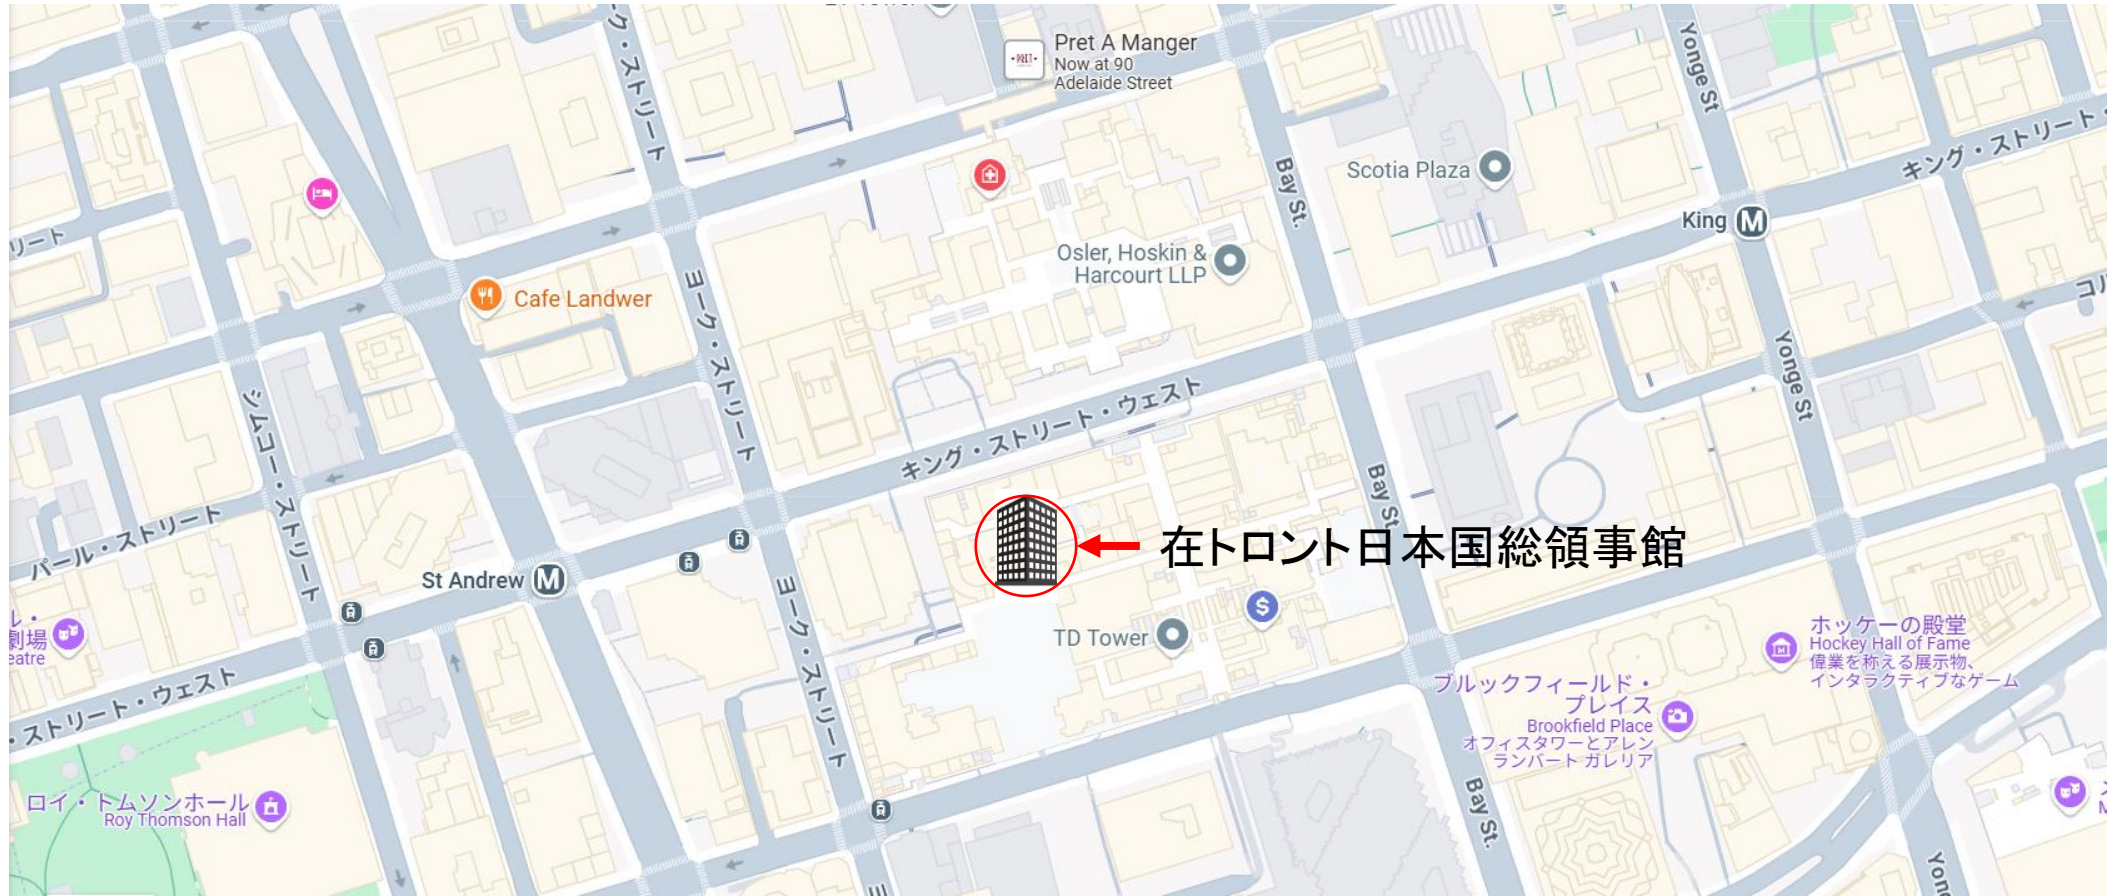 Pret A Manger
Now at 90
Adelaide Street
PRET
ヨーク・ストリート
Yonge St
キング・ストリート・
Bay St.
Scotia Plaza
King M
Osler, Hoskin &
Harcourt LLP
Cafe Landwer
ヨーク・ストリート
シムコー・ストリート
キング・ストリート・ウェスト
Yonge St
Bay St.
パール・ストリート
St Andrew M
在トロント日本国総領事館
ヨーク・ストリート
TD Tower
$
劇場
eatre
ホッケーの殿堂
Hockey Hall of Fame
偉業を称える展示物、
インタラクティブなゲーム
・ストリート・ウェスト
ブルックフィールド・
プレイス
Brookfield Place
オフィスタワーとアレン
ランバート ガレリア
ロイ・トムソンホール
Roy Thomson Hall
Bay St.
Yong